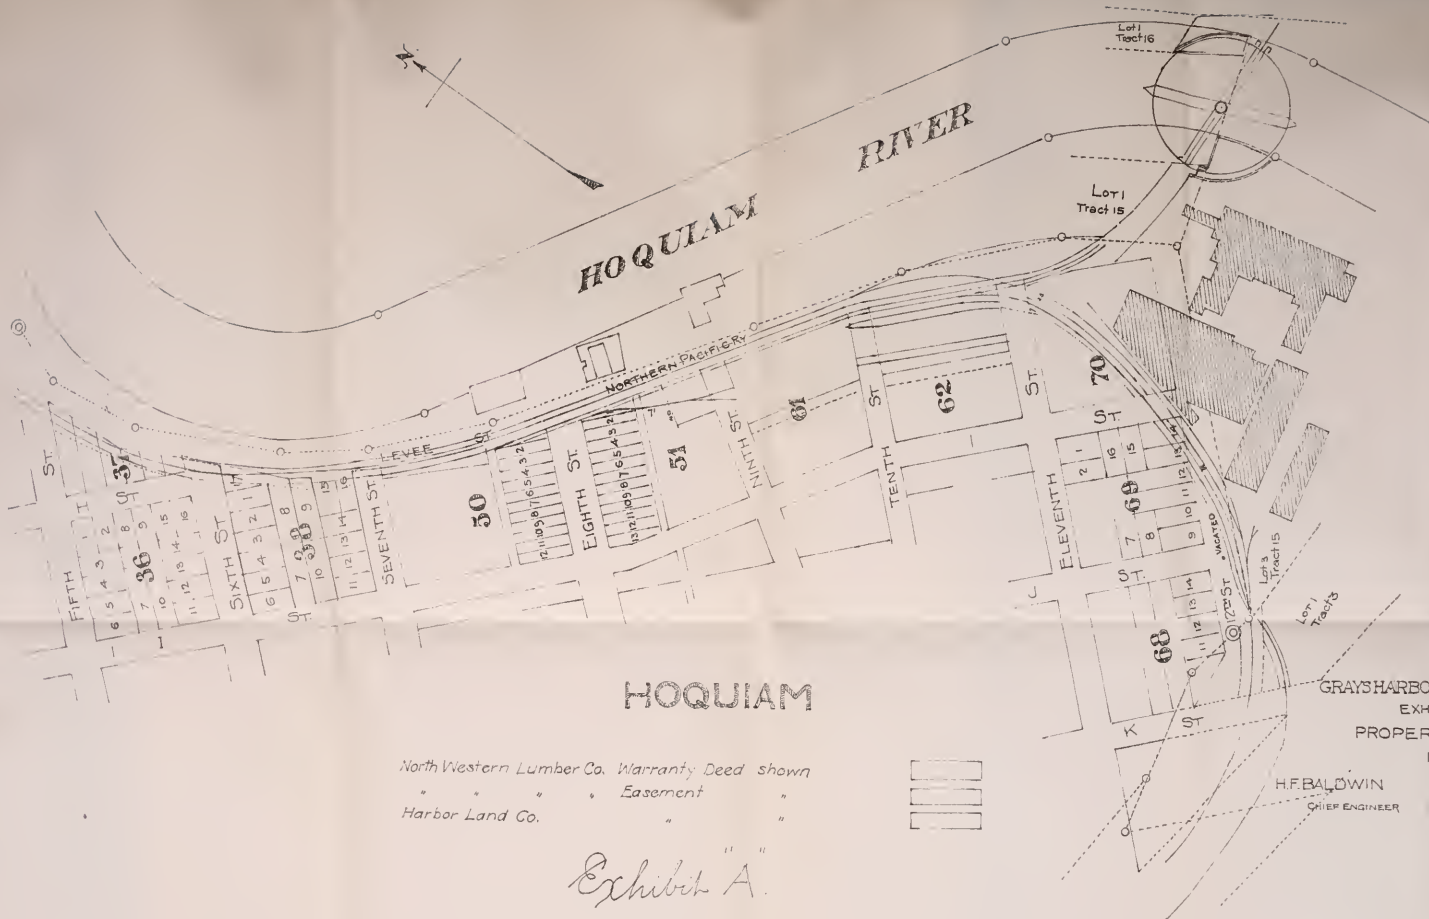 N
Lot 1
Tract 16
HOQUIAM RIVER
Lot 1
Tract 15
NORTHERN PACIFIC RY
LEVEE ST
FIFTH ST.
SIXTH ST
SEVENTH ST
EIGHTH ST.
NINTH ST.
TENTH ST
ELEVENTH ST.
12TH ST
VACATED
36
50
51
61
62
70
69
68
I ST.
J ST.
K ST
Lot 3
Tract 15
Lot 1
Tract 3
HOQUIAM
GRAYS HARBO
EXH
PROPER
H.F. BALDWIN
CHIEF ENGINEER
North Western Lumber Co. Warranty Deed shown
" " " " Easement "
Harbor Land Co. " "
Exhibit "A".